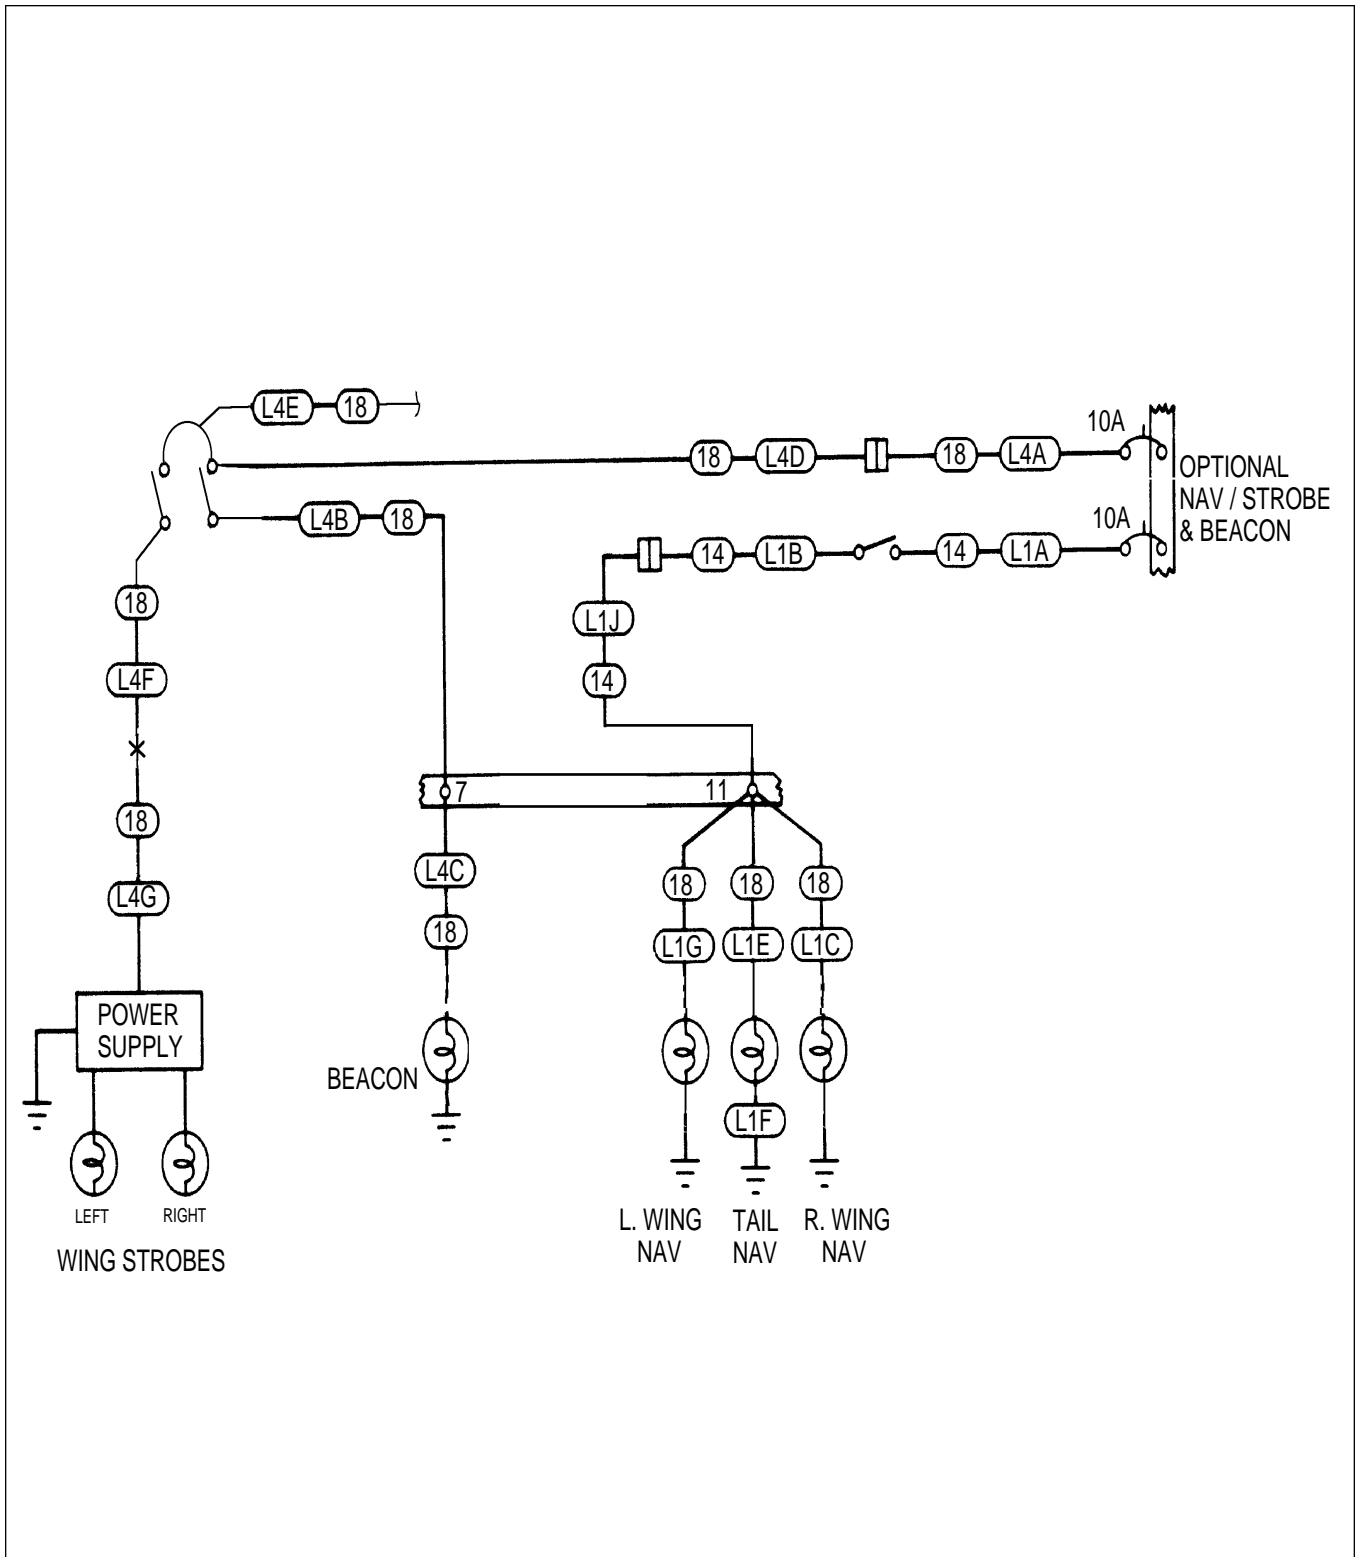 L4E 18
10A
18 L4D 18 L4A
OPTIONAL
NAV / STROBE
& BEACON
L4B 18
10A
14 L1B 14 L1A
18
L1J
L4F
14
7 11
18
L4C
18 18 18
L4G
18
L1G L1E L1C
POWER
SUPPLY
BEACON
L1F
LEFT RIGHT
WING STROBES
L. WING
NAV
TAIL
NAV
R. WING
NAV